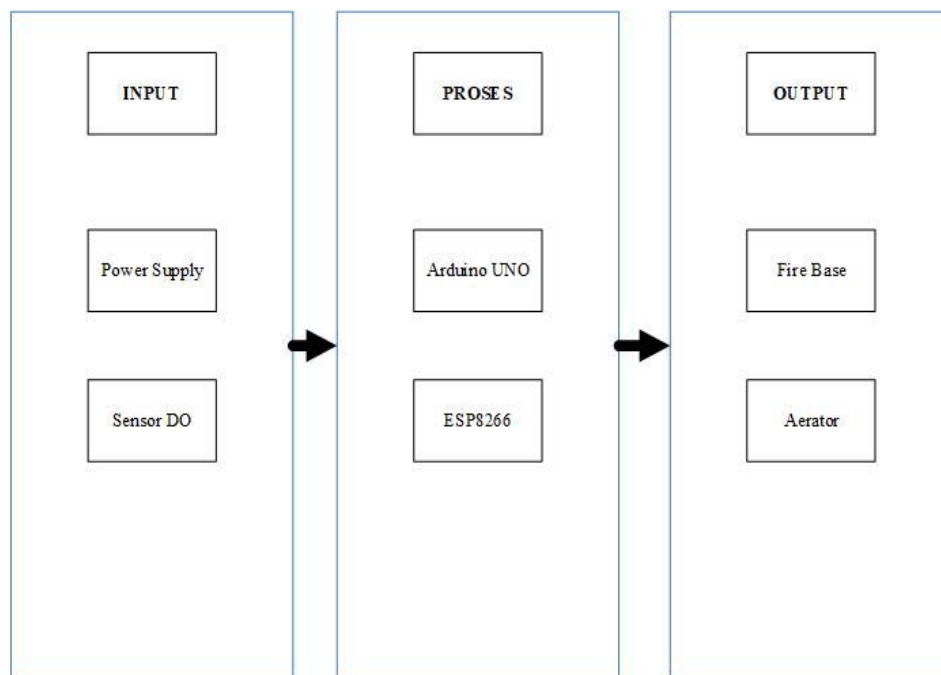 INPUT
Power Supply
Sensor DO
PROSES
Arduino UNO
ESP8266
OUTPUT
Fire Base
Aerator